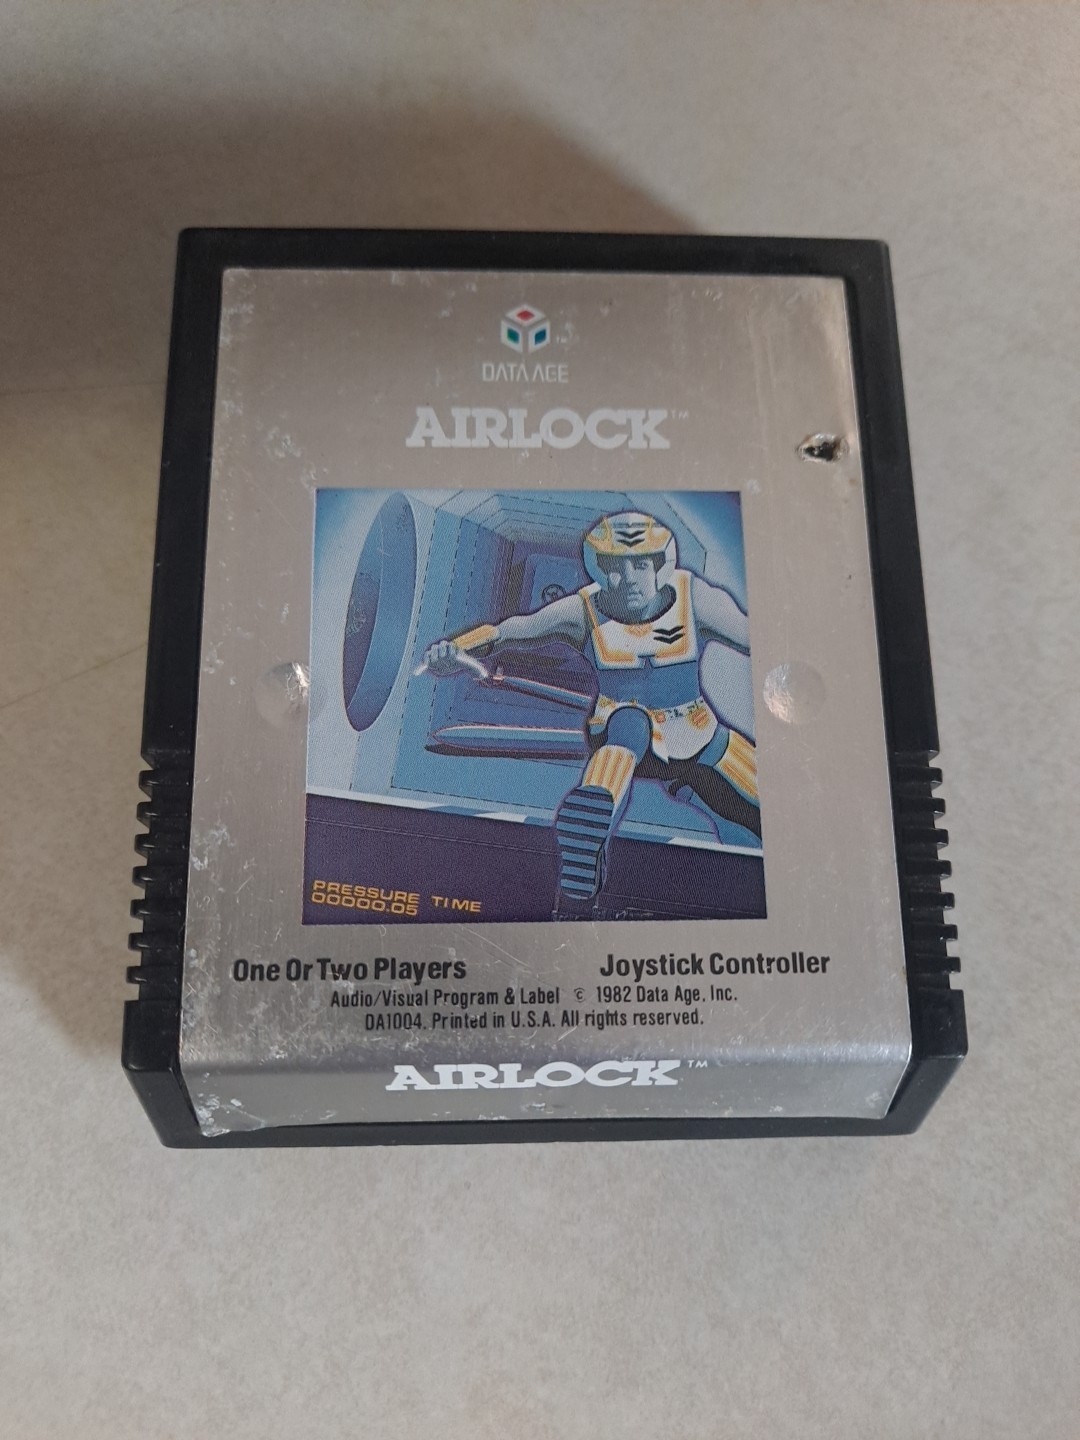 DATA AGE
AIRLOCK™
PRESSURE TIME
00000.05
One Or Two Players
Joystick Controller
Audio/Visual Program & Label © 1982 Data Age, Inc.
DA1004. Printed in U.S.A. All rights reserved.
AIRLOCK™